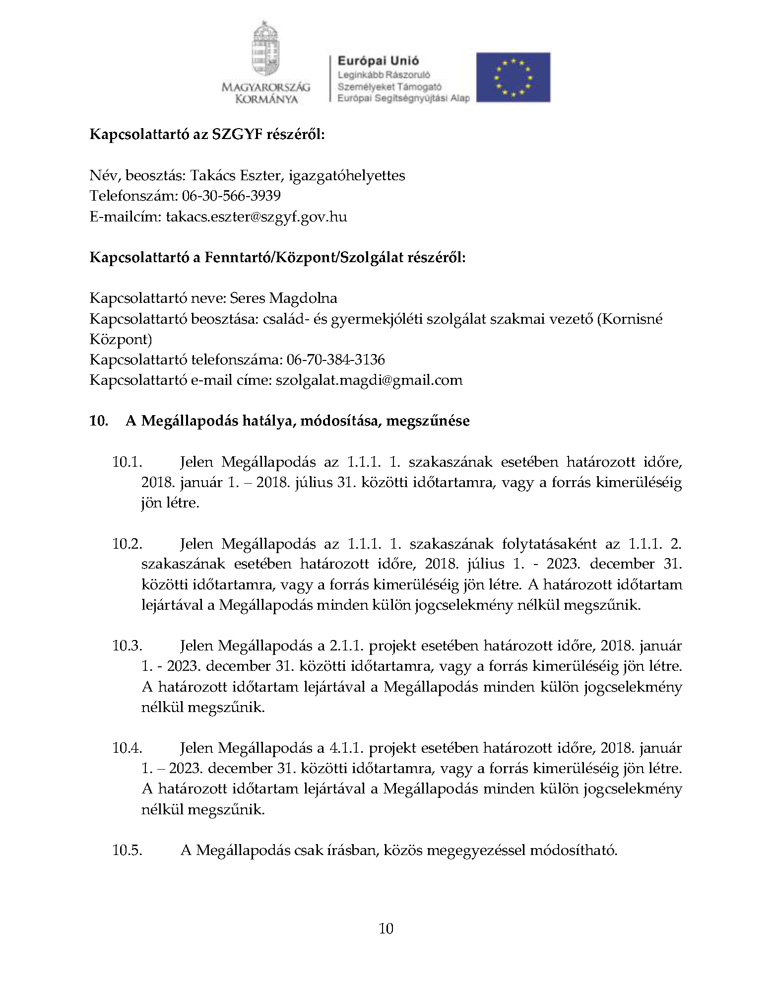 MAGYARORSZÁG
KORMÁNYA
Európai Unió
Leginkább Rászoruló
Személyeket Támogató
Európai Segítségnyújtási Alap
Kapcsolattartó az SZGYF részéről:
Név, beosztás: Takács Eszter, igazgatóhelyettes
Telefonszám: 06-30-566-3939
E-mailcím: takacs.eszter@szgyf.gov.hu
Kapcsolattartó a Fenntartó/Központ/Szolgálat részéről:
Kapcsolattartó neve: Seres Magdolna
Kapcsolattartó beosztása: család- és gyermekjóléti szolgálat szakmai vezető (Kornisné
Központ)
Kapcsolattartó telefonszáma: 06-70-384-3136
Kapcsolattartó e-mail címe: szolgalat.magdi@gmail.com
10. A Megállapodás hatálya, módosítása, megszűnése
10.1. Jelen Megállapodás az 1.1.1. 1. szakaszának esetében határozott időre,
2018. január 1. – 2018. július 31. közötti időtartamra, vagy a forrás kimerüléséig
jön létre.
10.2. Jelen Megállapodás az 1.1.1. 1. szakaszának folytatásaként az 1.1.1. 2.
szakaszának esetében határozott időre, 2018. július 1. - 2023. december 31.
közötti időtartamra, vagy a forrás kimerüléséig jön létre. A határozott időtartam
lejártával a Megállapodás minden külön jogcselekmény nélkül megszűnik.
10.3. Jelen Megállapodás a 2.1.1. projekt esetében határozott időre, 2018. január
1. - 2023. december 31. közötti időtartamra, vagy a forrás kimerüléséig jön létre.
A határozott időtartam lejártával a Megállapodás minden külön jogcselekmény
nélkül megszűnik.
10.4. Jelen Megállapodás a 4.1.1. projekt esetében határozott időre, 2018. január
1. – 2023. december 31. közötti időtartamra, vagy a forrás kimerüléséig jön létre.
A határozott időtartam lejártával a Megállapodás minden külön jogcselekmény
nélkül megszűnik.
10.5. A Megállapodás csak írásban, közös megegyezéssel módosítható.
10